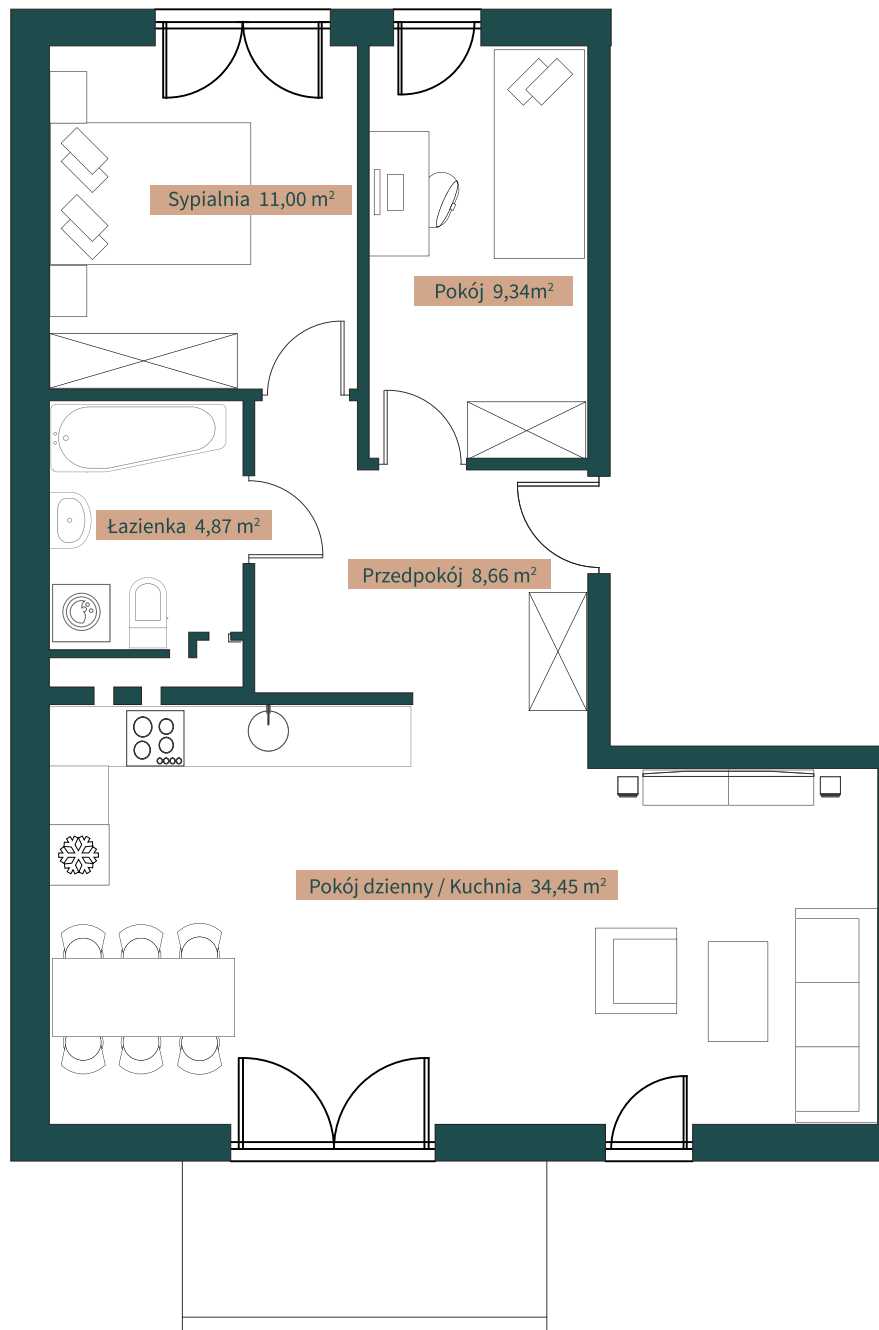 Sypialnia 11,00 m²
Pokój 9,34m²
Łazienka 4,87 m²
Przedpokój 8,66 m²
Pokój dzienny / Kuchnia 34,45 m²